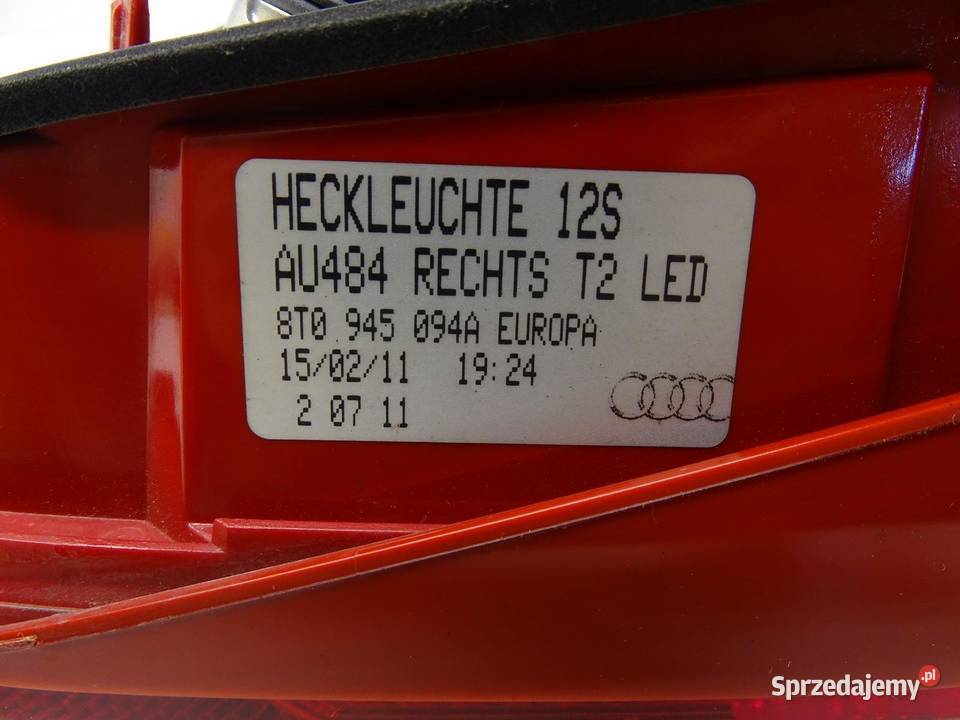 HECKLEUCHTE 12S
AU484 RECHTS T2 LED
8T0 945 094A EUROPA
15/02/11 19:24
2 07 11
Sprzedajemy.pl